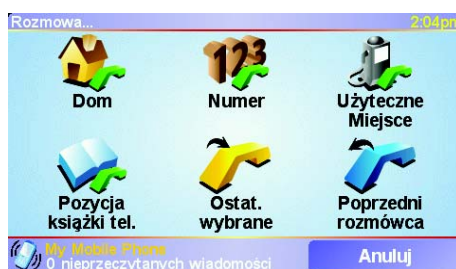 Rozmowa... 2:04pm
123
Dom Numer Użyteczne
Miejsce
Pozycja Ostat. Poprzedni
książki tel. wybrane rozmówca
My Mobile Phone
0 nieprzeczytanych wiadomości Anuluj